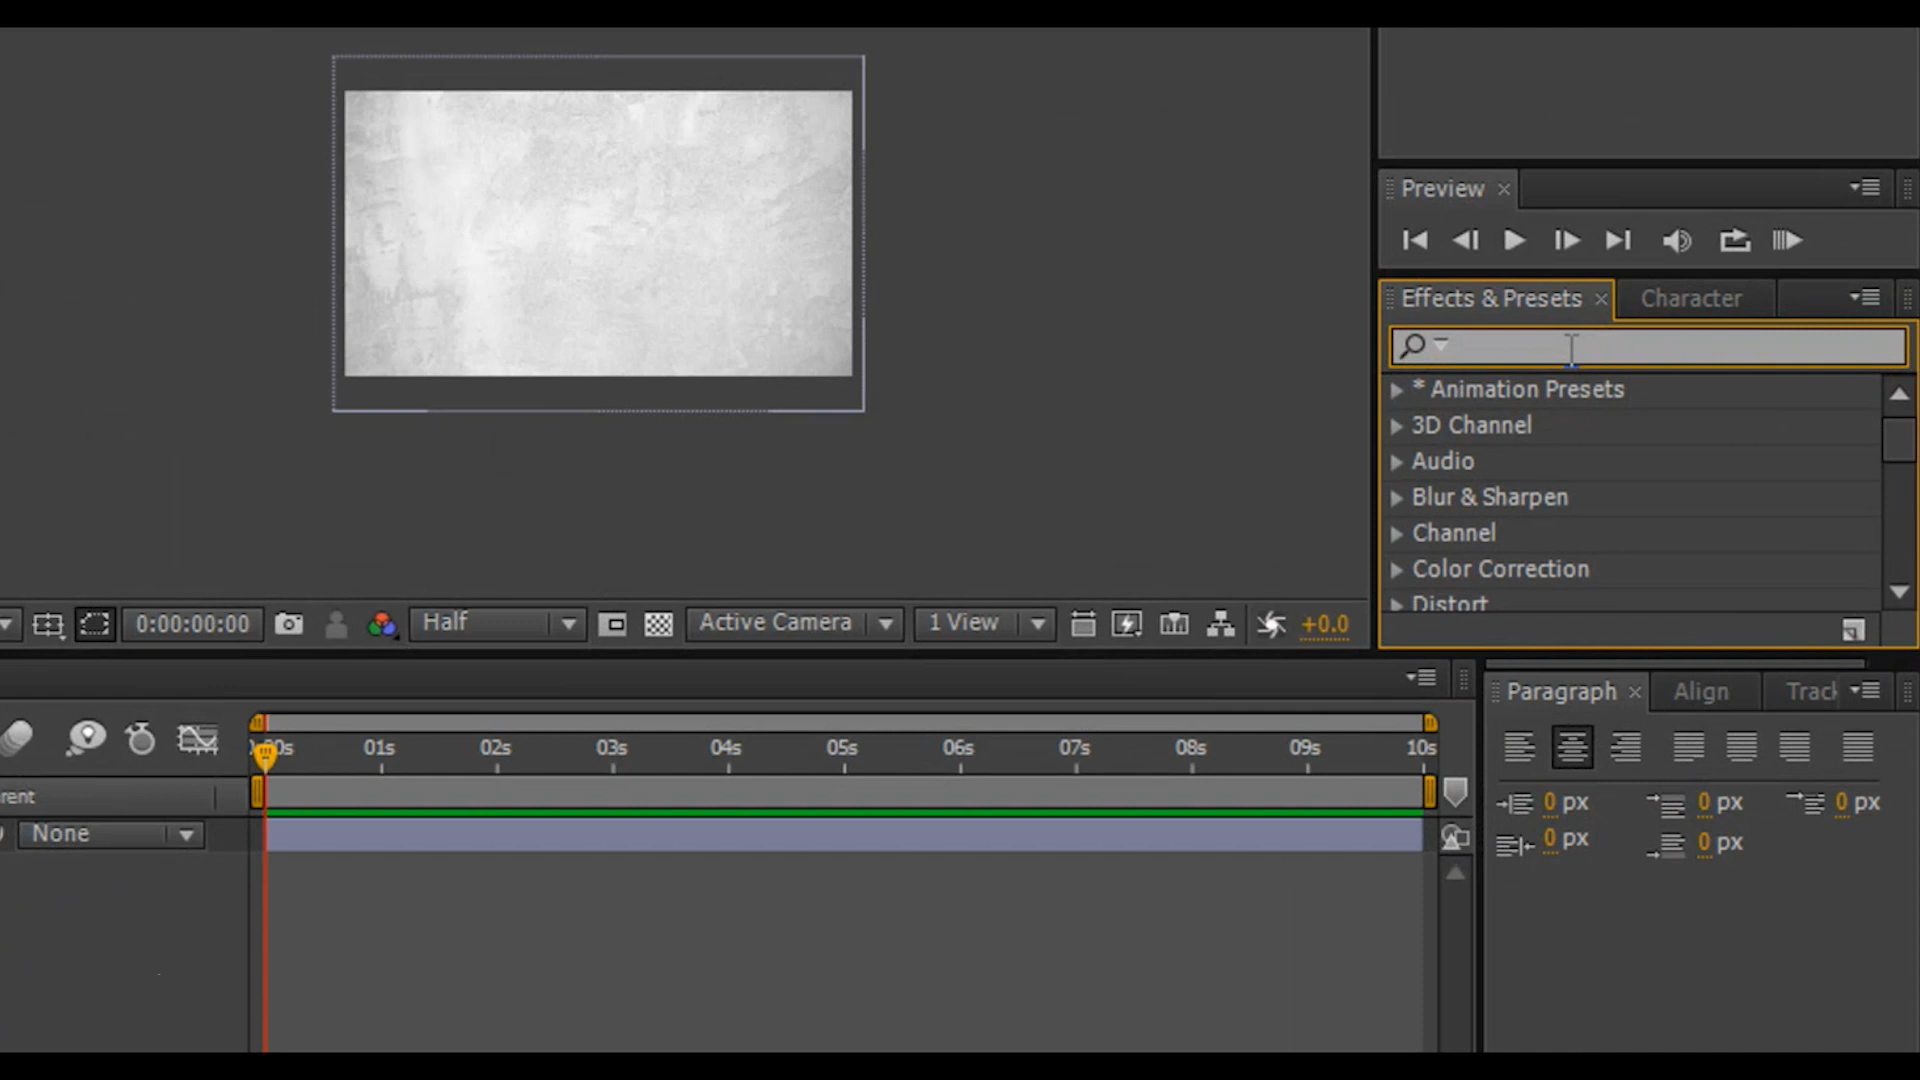 Preview
Effects & Presets
Character
* Animation Presets
3D Channel
Audio
Blur & Sharpen
Channel
Color Correction
Distort
0:00:00:00
Half
Active Camera
1 View
+0.0
Paragraph
Align
Track
01s
02s
03s
04s
05s
06s
07s
08s
09s
10s
rent
None
0 px
0 px
0 px
0 px
0 px